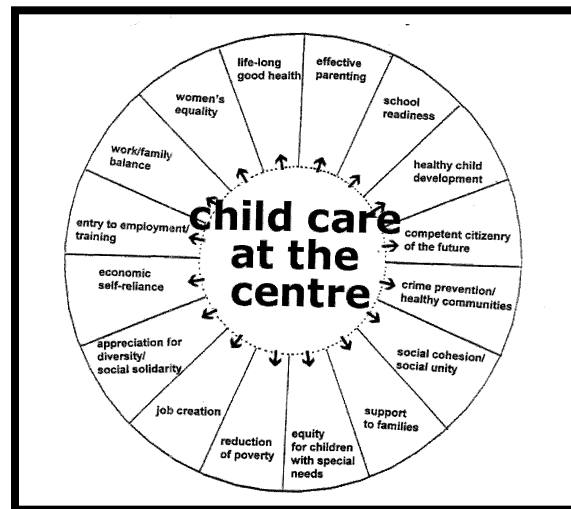 life-long
good health
effective
parenting
school
readiness
healthy child
development
competent citizenry
of the future
crime prevention/
healthy communities
social cohesion/
social unity
support
to families
equity
for children
with special
needs
reduction
of poverty
job creation
appreciation for
diversity/
social solidarity
economic
self-reliance
entry to employment/
training
work/family
balance
women's
equality
child care
at the
centre